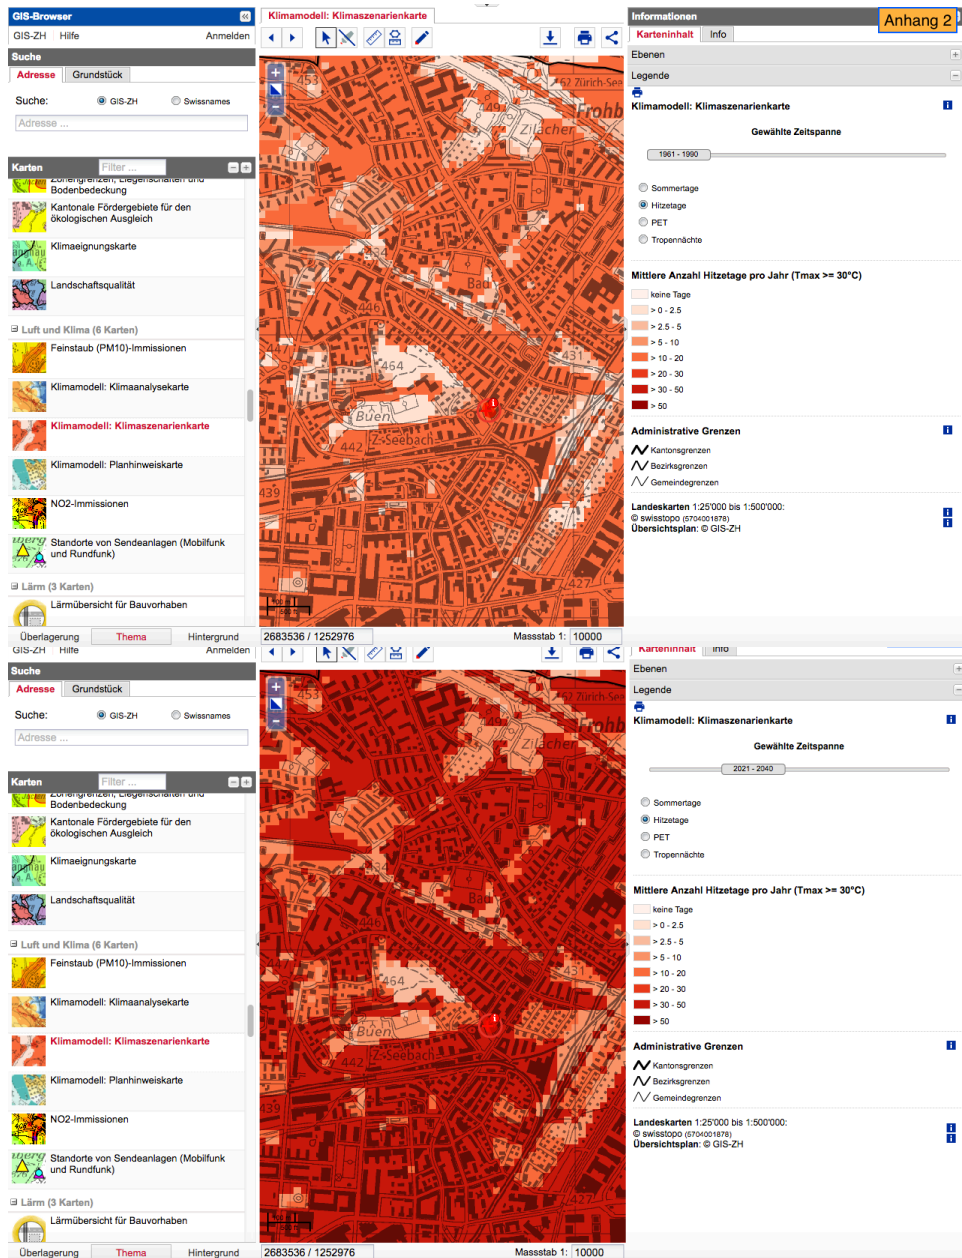 GIS-Browser
GIS-ZH Hilfe Anmelden
Suche
Adresse Grundstück
Suche: GIS-ZH Swissnames
Adresse ...
Karten Filter ...
Zonengrenzen, Liegenschaften und
Bodenbedeckung
Kantonale Fördergebiete für den
ökologischen Ausgleich
Klimaeignungskarte
Landschaftsqualität
Luft und Klima (6 Karten)
Feinstaub (PM10)-Immissionen
Klimamodell: Klimaanalysekarte
Klimamodell: Klimaszenarienkarte
Klimamodell: Planhinweiskarte
NO2-Immissionen
Standorte von Sendeanlagen (Mobilfunk
und Rundfunk)
Lärm (3 Karten)
Lärmübersicht für Bauvorhaben
Überlagerung Thema Hintergrund
Klimamodell: Klimaszenarienkarte
453
62 Zürich-See
449
Frohb
Zilacher
Bad
446
447
431
464
Buen
Z-Seebach
442
439
427
2683536 / 1252976 Massstab 1: 10000
Informationen
Anhang 2
Karteninhalt Info
Ebenen
Legende
Klimamodell: Klimaszenarienkarte
Gewählte Zeitspanne
1961 - 1990
Sommertage
Hitzetage
PET
Tropennächte
Mittlere Anzahl Hitzetage pro Jahr (Tmax >= 30°C)
keine Tage
> 0 - 2.5
> 2.5 - 5
> 5 - 10
> 10 - 20
> 20 - 30
> 30 - 50
> 50
Administrative Grenzen
Kantonsgrenzen
Bezirksgrenzen
Gemeindegrenzen
Landeskarten 1:25'000 bis 1:500'000:
© swisstopo (5704001878)
Übersichtsplan: © GIS-ZH
GIS-ZH Hilfe Anmelden
Suche
Adresse Grundstück
Suche: GIS-ZH Swissnames
Adresse ...
Karten Filter ...
Zonengrenzen, Liegenschaften und
Bodenbedeckung
Kantonale Fördergebiete für den
ökologischen Ausgleich
Klimaeignungskarte
Landschaftsqualität
Luft und Klima (6 Karten)
Feinstaub (PM10)-Immissionen
Klimamodell: Klimaanalysekarte
Klimamodell: Klimaszenarienkarte
Klimamodell: Planhinweiskarte
NO2-Immissionen
Standorte von Sendeanlagen (Mobilfunk
und Rundfunk)
Lärm (3 Karten)
Lärmübersicht für Bauvorhaben
Überlagerung Thema Hintergrund
453
62 Zürich-See
449
Frohb
Zilacher
Bad
431
464
Buen
Z-Seebach
442
439
427
2683536 / 1252976 Massstab 1: 10000
Karteninhalt Info
Ebenen
Legende
Klimamodell: Klimaszenarienkarte
Gewählte Zeitspanne
2021 - 2040
Sommertage
Hitzetage
PET
Tropennächte
Mittlere Anzahl Hitzetage pro Jahr (Tmax >= 30°C)
keine Tage
> 0 - 2.5
> 2.5 - 5
> 5 - 10
> 10 - 20
> 20 - 30
> 30 - 50
> 50
Administrative Grenzen
Kantonsgrenzen
Bezirksgrenzen
Gemeindegrenzen
Landeskarten 1:25'000 bis 1:500'000:
© swisstopo (5704001878)
Übersichtsplan: © GIS-ZH